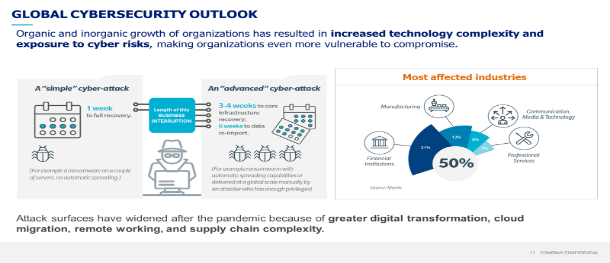 GLOBAL CYBERSECURITY OUTLOOK
Organic and inorganic growth of organizations has resulted in increased technology complexity and
exposure to cyber risks, making organizations even more vulnerable to compromise.
A "simple" cyber-attack
1 week
to full recovery.
(For example a ransomware on a couple
of servers, no automatic spreading.)
Length of this
BUSINESS
INTERRUPTION
An "advanced" cyber-attack
3-4 weeks to core
infrastructure
recovery;
6 weeks to data
re-import.
(For example ransomworm with
automatic spreading capabilities or
delivered at a global scale manually by
an attacker who has enough privileges)
Most affected industries
Manufacturing
Communication,
Media & Technology
Financial
Institutions
Professional
Services
21%
13%
50%
Source: Marsh
Attack surfaces have widened after the pandemic because of greater digital transformation, cloud
migration, remote working, and supply chain complexity.
COMPANY CONFIDENTIAL